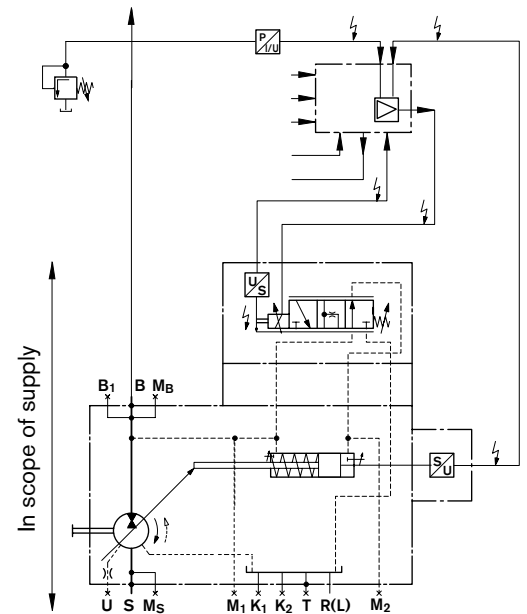 P
I/U
U
S
B1 B MB
S
U
In scope of supply
U S MS M1 K1 K2 T R(L) M2